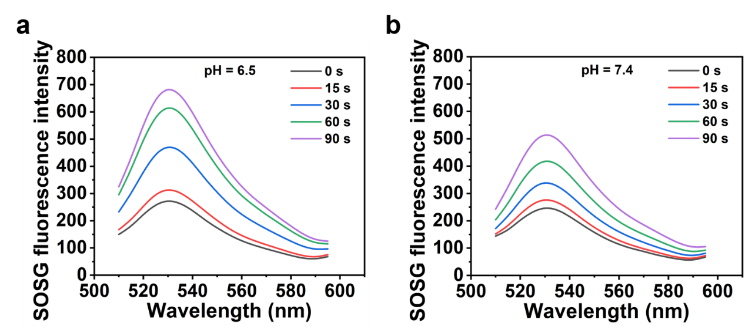 a
SOSG fluorescence intensity
800
700
600
500
400
300
200
100
0
pH = 6.5
0 s
15 s
30 s
60 s
90 s
500 520 540 560 580 600
Wavelength (nm)
b
SOSG fluorescence intensity
800
700
600
500
400
300
200
100
0
pH = 7.4
0 s
15 s
30 s
60 s
90 s
500 520 540 560 580 600
Wavelength (nm)